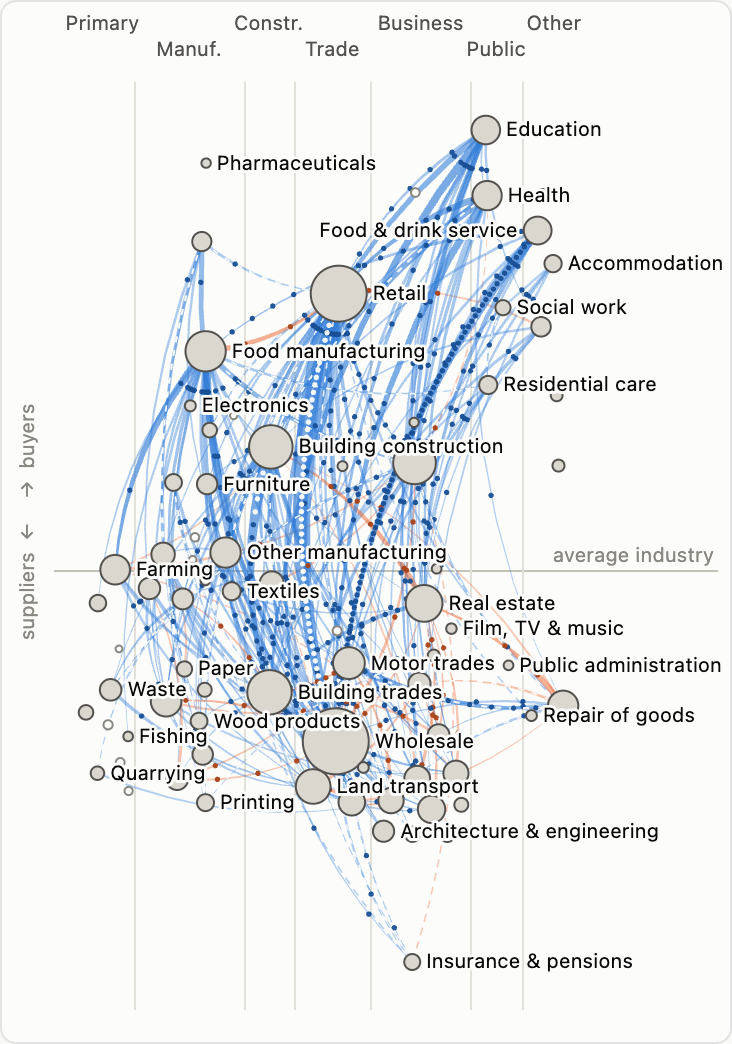 Primary
Constr.
Business
Other
Manuf.
Trade
Public
Education
Pharmaceuticals
Health
Food & drink service
Accommodation
Retail
Social work
Food manufacturing
Residential care
Electronics
Building construction
Furniture
suppliers ← → buyers
Other manufacturing
average industry
Farming
Textiles
Real estate
Film, TV & music
Motor trades
Public administration
Paper
Waste
Building trades
Repair of goods
Wood products
Fishing
Wholesale
Quarrying
Land transport
Printing
Architecture & engineering
Insurance & pensions